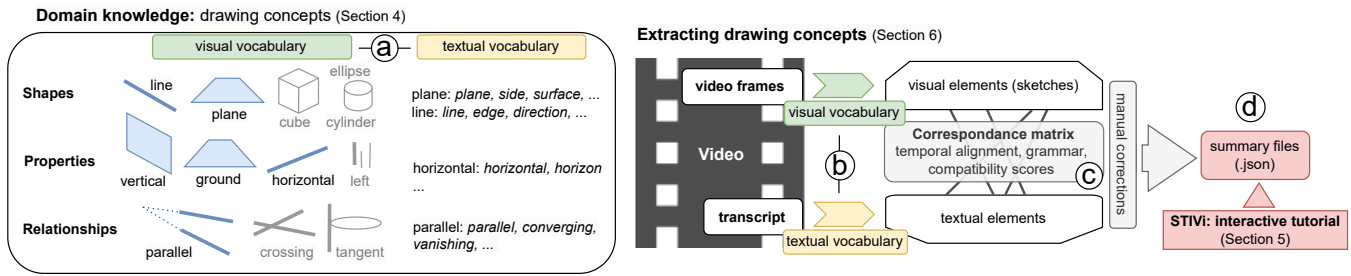 Domain knowledge: drawing concepts (Section 4)
visual vocabulary
a
textual vocabulary
Shapes
line
plane
cube
ellipse
cylinder
plane: plane, side, surface, ...
line: line, edge, direction, ...
Properties
vertical
ground
horizontal
left
horizontal: horizontal, horizon
...
Relationships
parallel
crossing
tangent
parallel: parallel, converging,
vanishing, ...
Extracting drawing concepts (Section 6)
video frames
visual vocabulary
visual elements (sketches)
Video
b
Correspondance matrix
temporal alignment, grammar,
compatibility scores
c
transcript
textual vocabulary
textual elements
manual corrections
d
summary files
(.json)
STIVi: interactive tutorial
(Section 5)